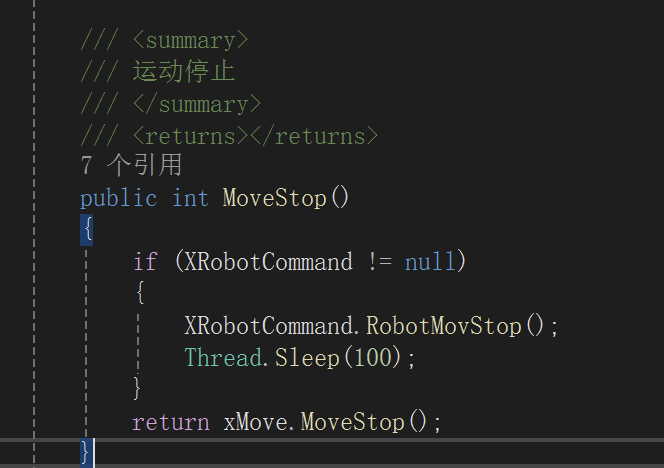 /// <summary>
/// 运动停止
/// </summary>
/// <returns></returns>
7 个引用
public int MoveStop()
{
if (XRobotCommand != null)
{
XRobotCommand.RobotMovStop();
Thread.Sleep(100);
}
return xMove.MoveStop();
}